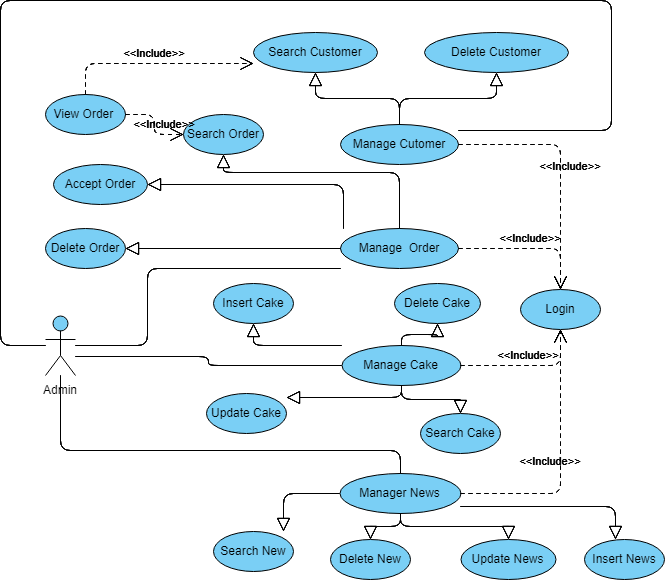 Search Customer
Delete Customer
<<Include>>
View Order
<<Include>>
Search Order
Manage Cutomer
<<Include>>
Accept Order
Delete Order
Manage Order
<<Include>>
Insert Cake
Delete Cake
Login
Admin
Manage Cake
<<Include>>
Update Cake
Search Cake
<<Include>>
Manager News
Search New
Delete New
Update News
Insert News